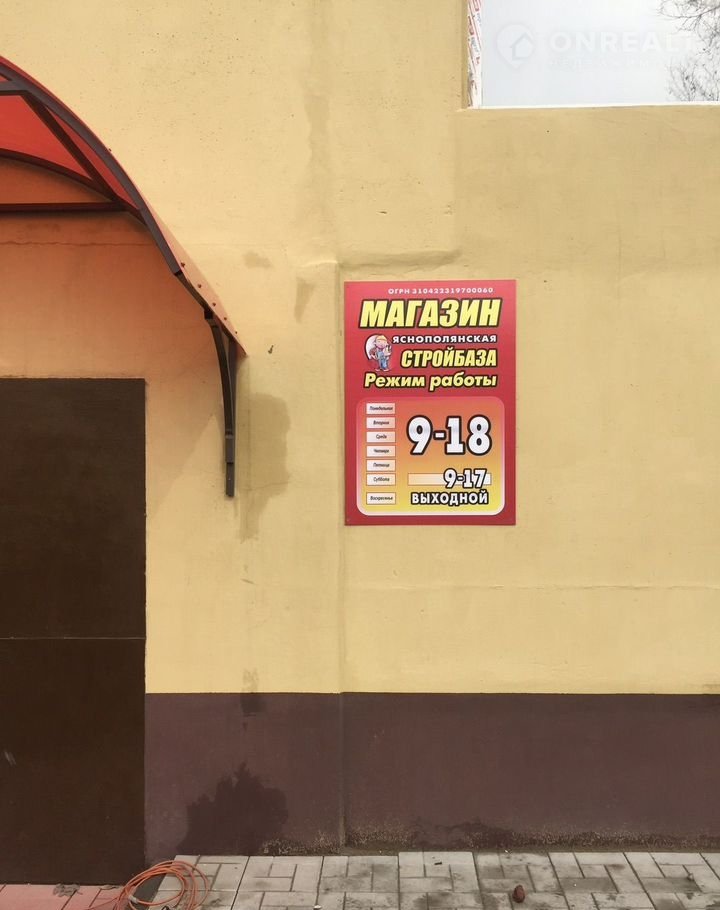 ONREALT
ОГРН 310422319700060
МАГАЗИН
ЯСНОПОЛЯНСКАЯ
СТРОЙБАЗА
Режим работы
Понедельник
Вторник
Среда
Четверг
Пятница
Суббота
Воскресенье
9-18
9-17
ВЫХОДНОЙ